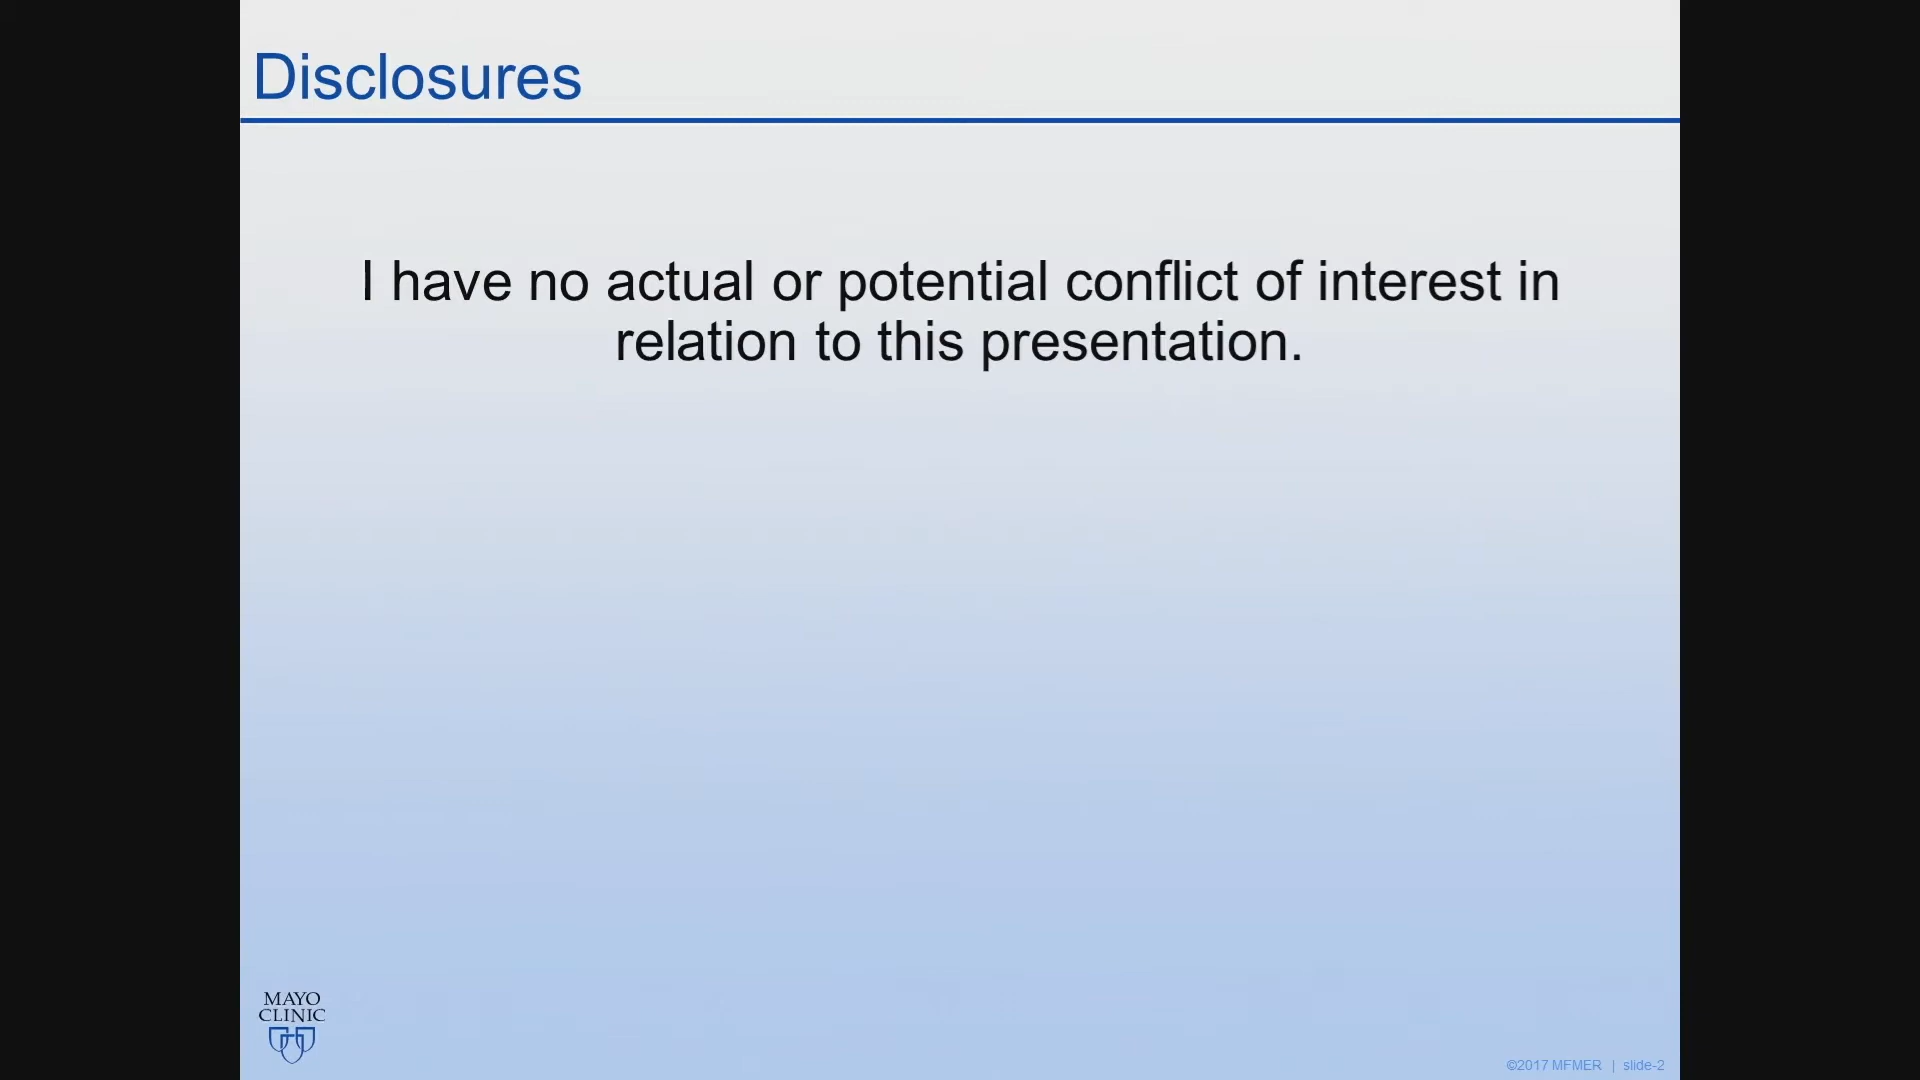 Disclosures
I have no actual or potential conflict of interest in
relation to this presentation.
MAYO
CLINIC
©2017 MFMER | slide-2